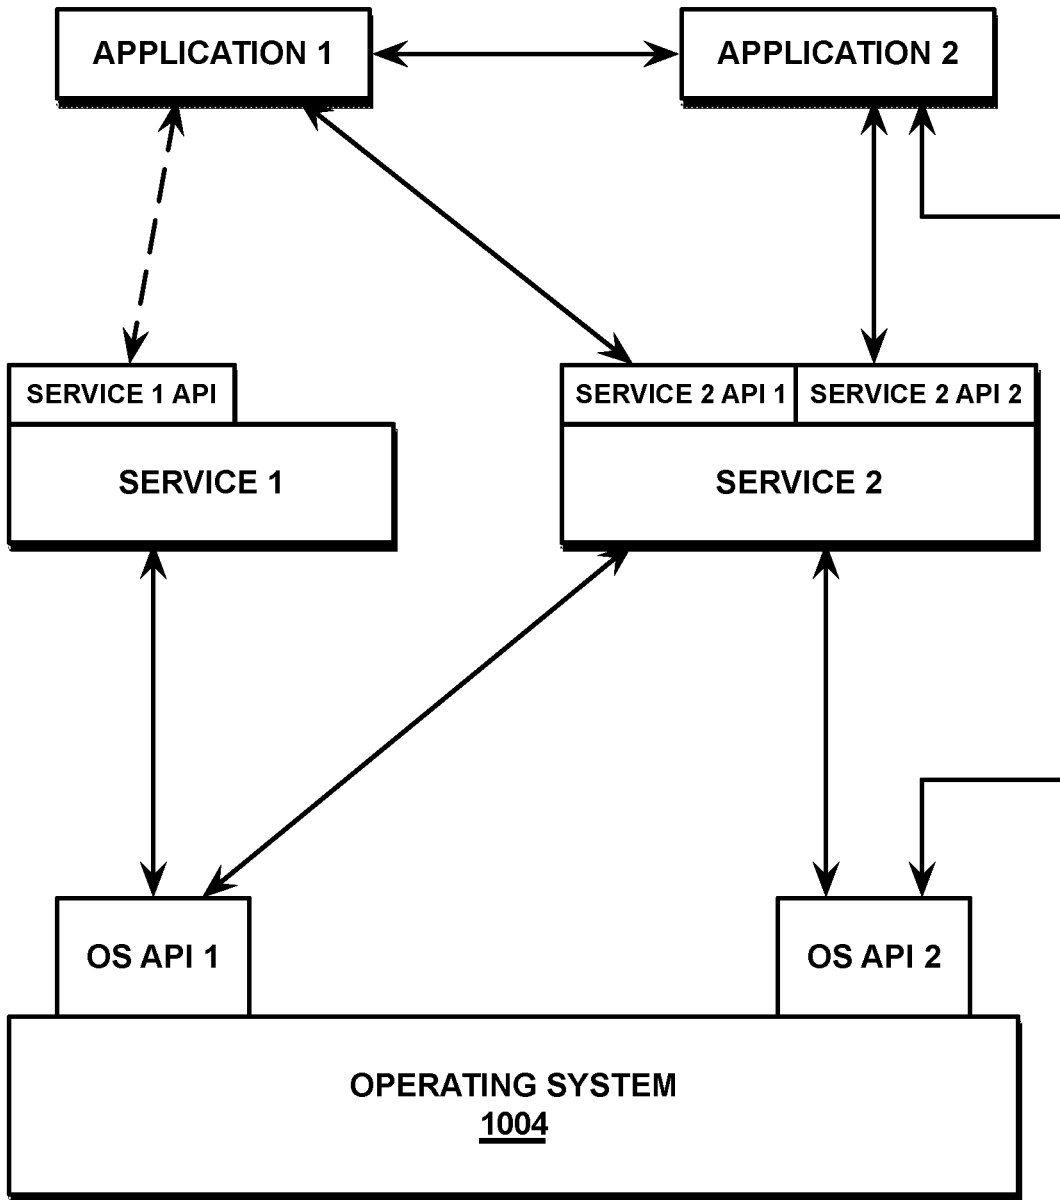 APPLICATION 1
APPLICATION 2
SERVICE 1 API
SERVICE 2 API 1
SERVICE 2 API 2
SERVICE 1
SERVICE 2
OS API 1
OS API 2
OPERATING SYSTEM
1004